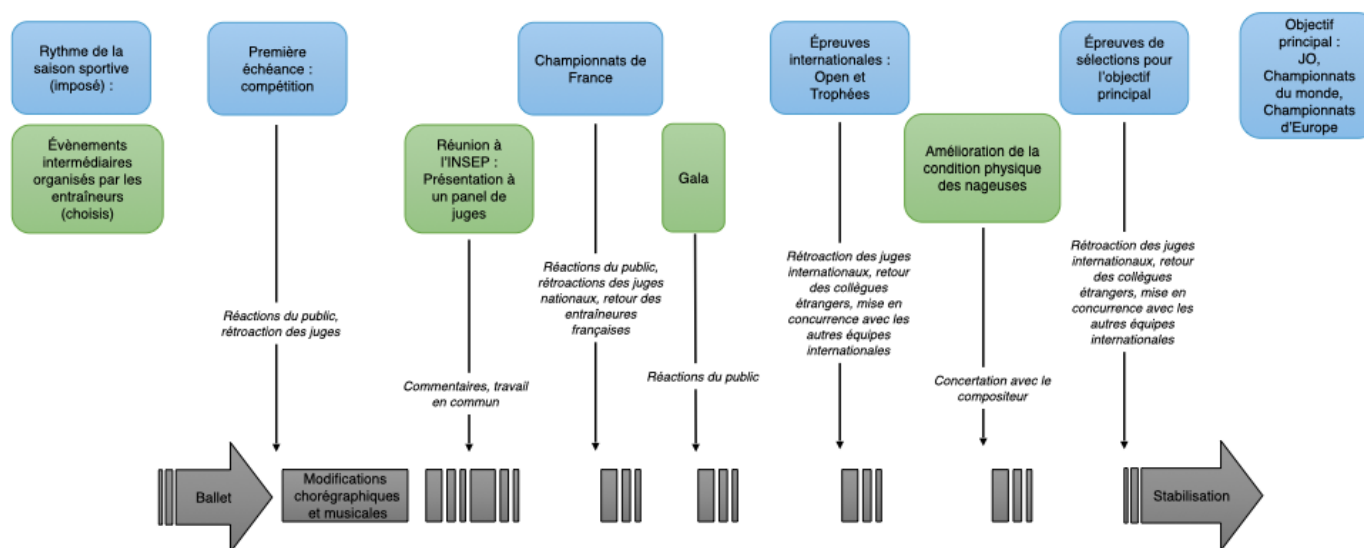 Rythme de la
saison sportive
(imposé) :
Première
échéance :
compétition
Championnats de
France
Épreuves
internationales :
Open et
Trophées
Épreuves de
sélections pour
l'objectif
principal
Objectif
principal :
JO,
Championnats
du monde,
Championnats
d'Europe
Évènements
intermédiaires
organisés par les
entraîneurs
(choisis)
Réunion à
l'INSEP :
Présentation à
un panel de
juges
Gala
Amélioration de la
condition physique
des nageuses
Réactions du public,
rétroaction des juges
Commentaires, travail
en commun
Réactions du public,
rétroactions des juges
nationaux, retour des
entraîneures
françaises
Réactions du public
Rétroaction des juges
internationaux, retour
des collègues
étrangers, mise en
concurrence avec les
autres équipes
internationales
Concertation avec le
compositeur
Rétroaction des juges
internationaux, retour
des collègues
étrangers, mise en
concurrence avec les
autres équipes
internationales
Ballet
Modifications
chorégraphiques
et musicales
Stabilisation